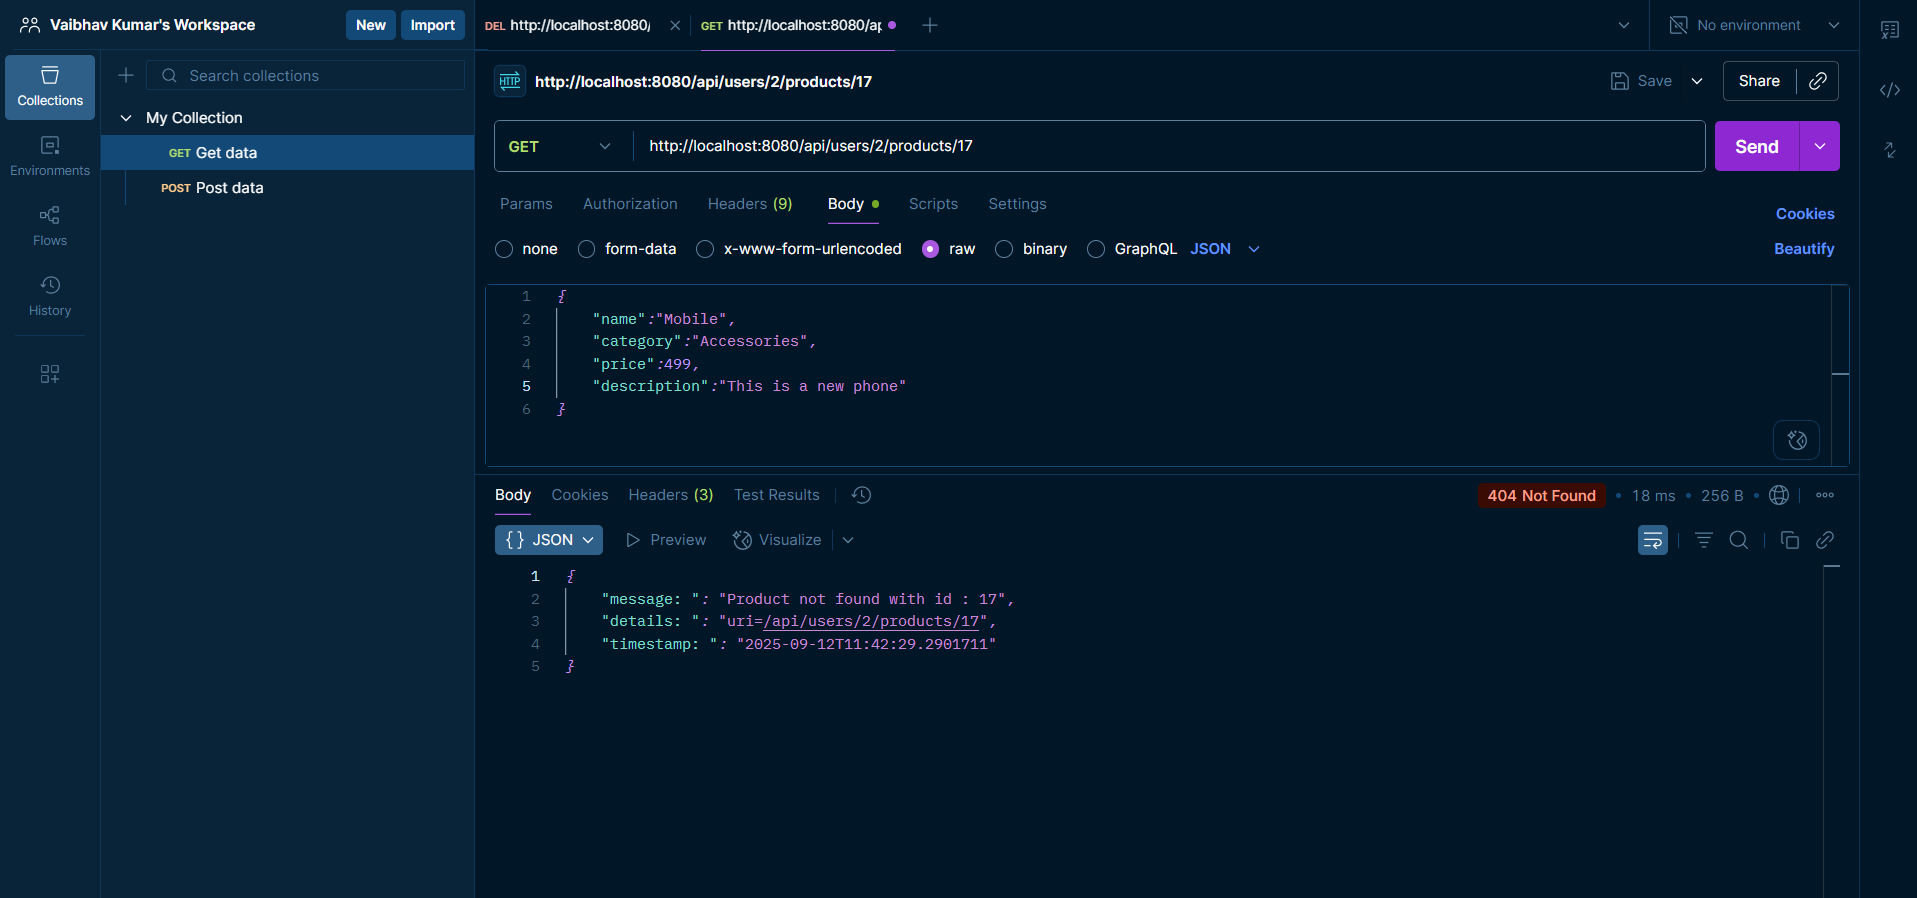 Vaibhav Kumar's Workspace
New
Import
DEL http://localhost:8080/
GET http://localhost:8080/ap
No environment
Collections
Environments
Flows
History
Search collections
My Collection
GET Get data
POST Post data
HTTP
http://localhost:8080/api/users/2/products/17
Save
Share
GET
http://localhost:8080/api/users/2/products/17
Send
Params
Authorization
Headers (9)
Body
Scripts
Settings
Cookies
none
form-data
x-www-form-urlencoded
raw
binary
GraphQL
JSON
Beautify
1 {
2 "name":"Mobile",
3 "category":"Accessories",
4 "price":499,
5 "description":"This is a new phone"
6 }
Body
Cookies
Headers (3)
Test Results
404 Not Found
18 ms
256 B
{} JSON
Preview
Visualize
1 {
2 "message: ": "Product not found with id : 17",
3 "details: ": "uri=/api/users/2/products/17",
4 "timestamp: ": "2025-09-12T11:42:29.2901711"
5 }